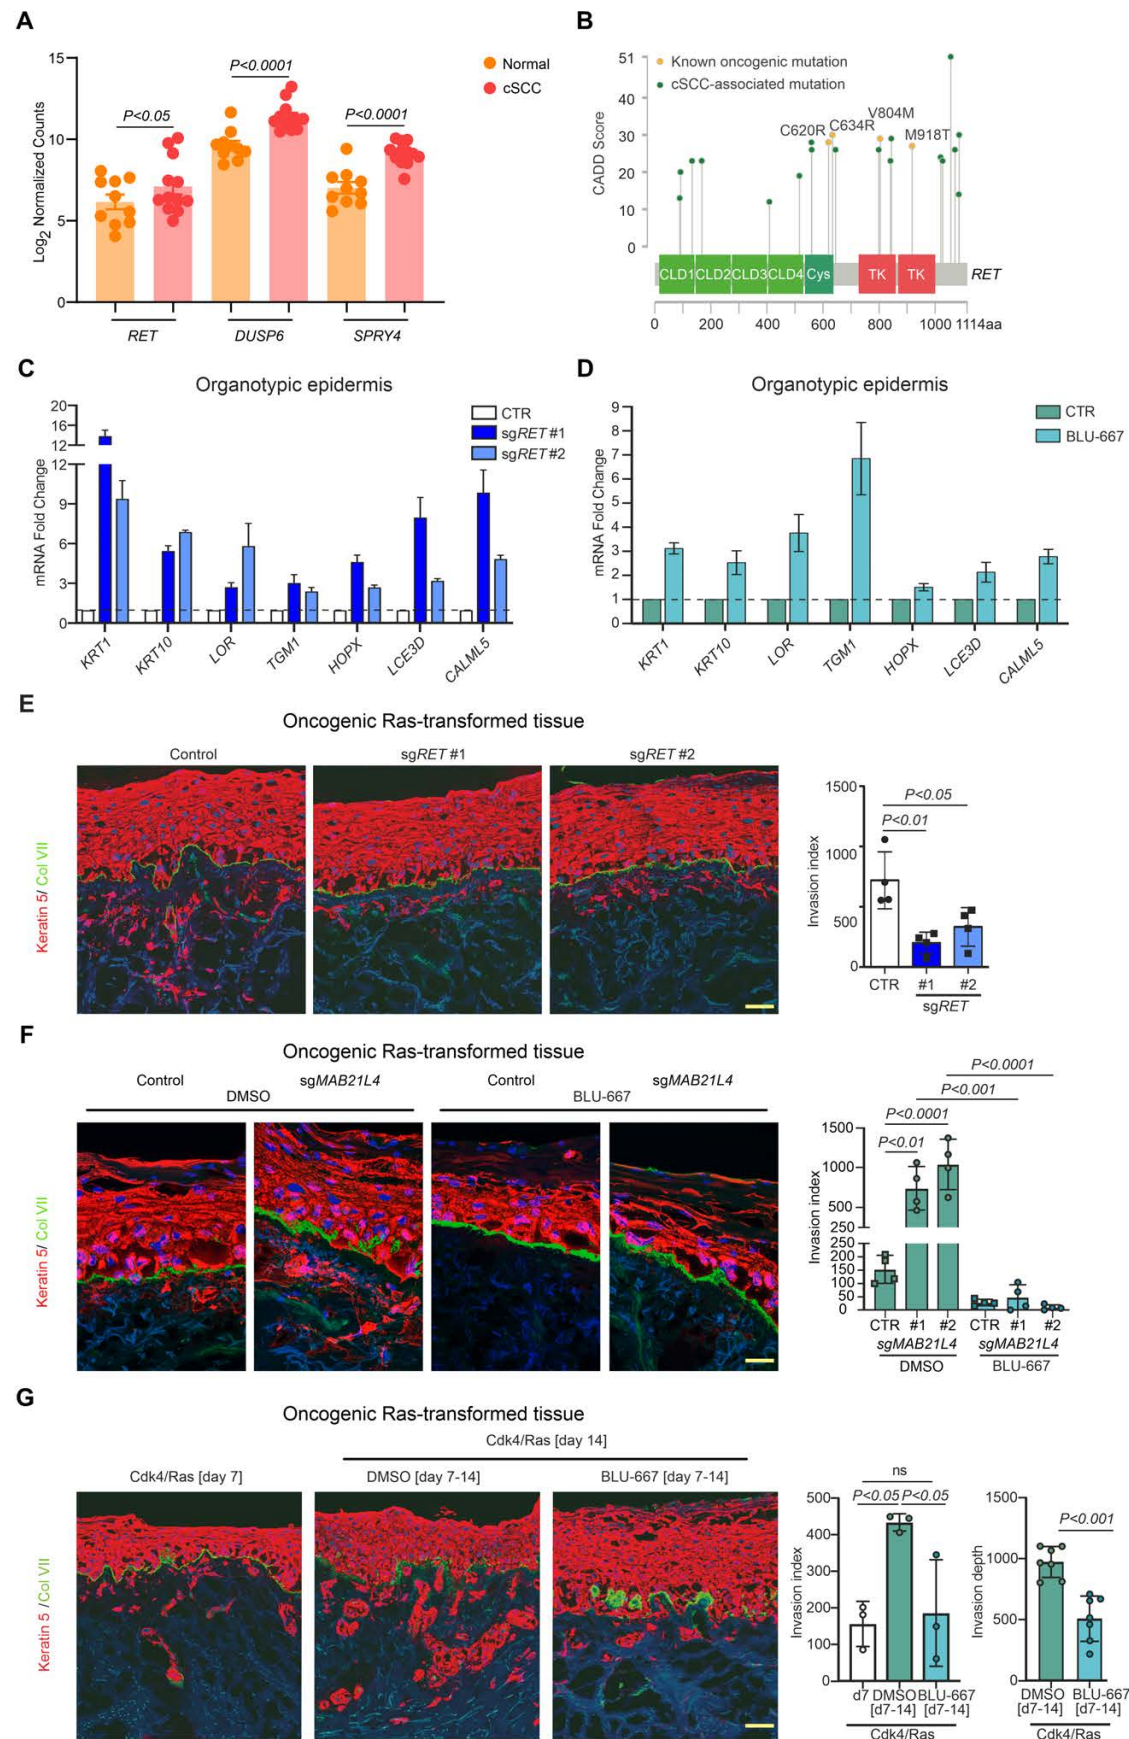 A
15
10
5
0
Log2 Normalized Counts
P<0.05
P<0.0001
P<0.0001
Normal
cSCC
RET
DUSP6
SPRY4
B
51
40
30
20
10
0
CADD Score
Known oncogenic mutation
cSCC-associated mutation
C620R
C634R
V804M
M918T
CLD1
CLD2
CLD3
CLD4
Cys
TK
TK
RET
0
200
400
600
800
1000
1114aa
C
Organotypic epidermis
20
16
12
12
9
6
3
0
mRNA Fold Change
CTR
sgRET #1
sgRET #2
KRT1
KRT10
LOR
TGM1
HOPX
LCE3D
CALML5
D
Organotypic epidermis
9
8
7
6
5
4
3
2
1
0
mRNA Fold Change
CTR
BLU-667
KRT1
KRT10
LOR
TGM1
HOPX
LCE3D
CALML5
E
Oncogenic Ras-transformed tissue
Control
sgRET #1
sgRET #2
Keratin 5/ Col VII
1500
1000
500
0
Invasion index
P<0.05
P<0.01
CTR
#1
#2
sgRET
F
Oncogenic Ras-transformed tissue
Control
sgMAB21L4
Control
sgMAB21L4
DMSO
BLU-667
Keratin 5/ Col VII
1500
1000
500
250
250
200
150
100
50
0
Invasion index
P<0.0001
P<0.001
P<0.0001
P<0.01
CTR #1 #2
CTR #1 #2
sgMAB21L4
sgMAB21L4
DMSO
BLU-667
G
Oncogenic Ras-transformed tissue
Cdk4/Ras [day 14]
Cdk4/Ras [day 7]
DMSO [day 7-14]
BLU-667 [day 7-14]
Keratin 5 /Col VII
500
400
300
200
100
0
Invasion index
ns
P<0.05
P<0.05
d7 DMSO BLU-667
[d7-14] [d7-14]
Cdk4/Ras
1500
1000
500
0
Invasion depth
P<0.001
DMSO BLU-667
[d7-14] [d7-14]
Cdk4/Ras